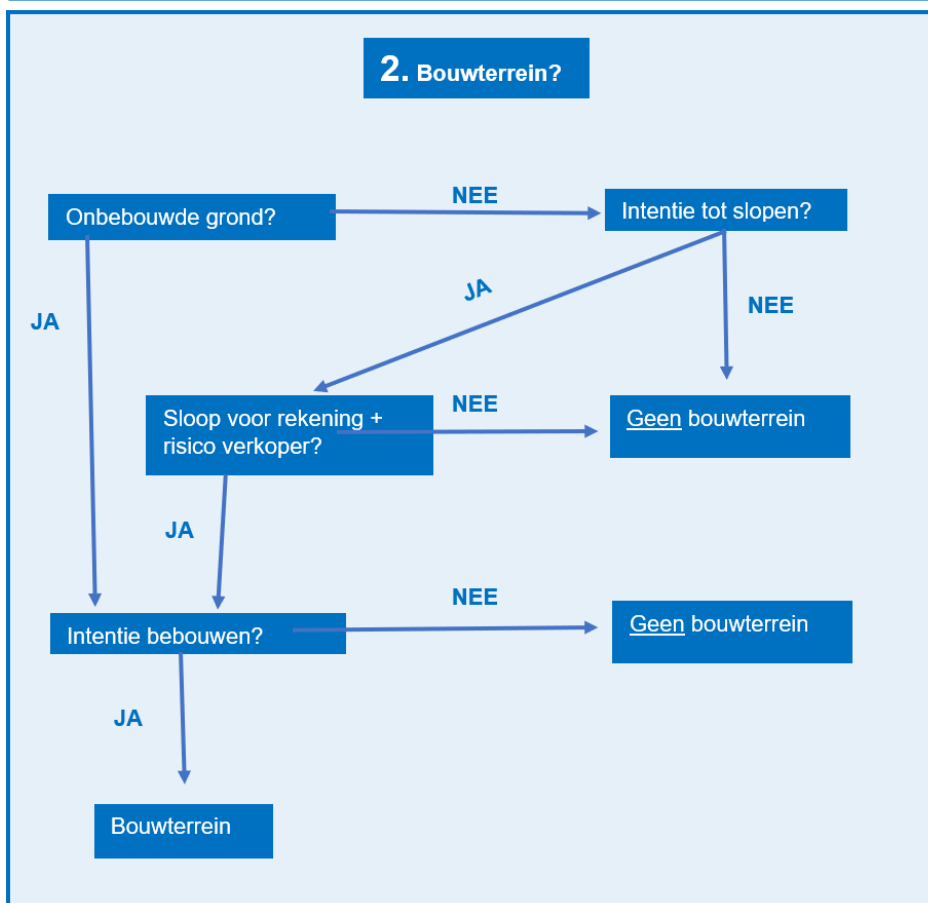 2. Bouwterrein?
Onbebouwde grond?
NEE
Intentie tot slopen?
JA
JA
NEE
Sloop voor rekening +
risico verkoper?
NEE
Geen bouwterrein
JA
Intentie bebouwen?
NEE
Geen bouwterrein
JA
Bouwterrein